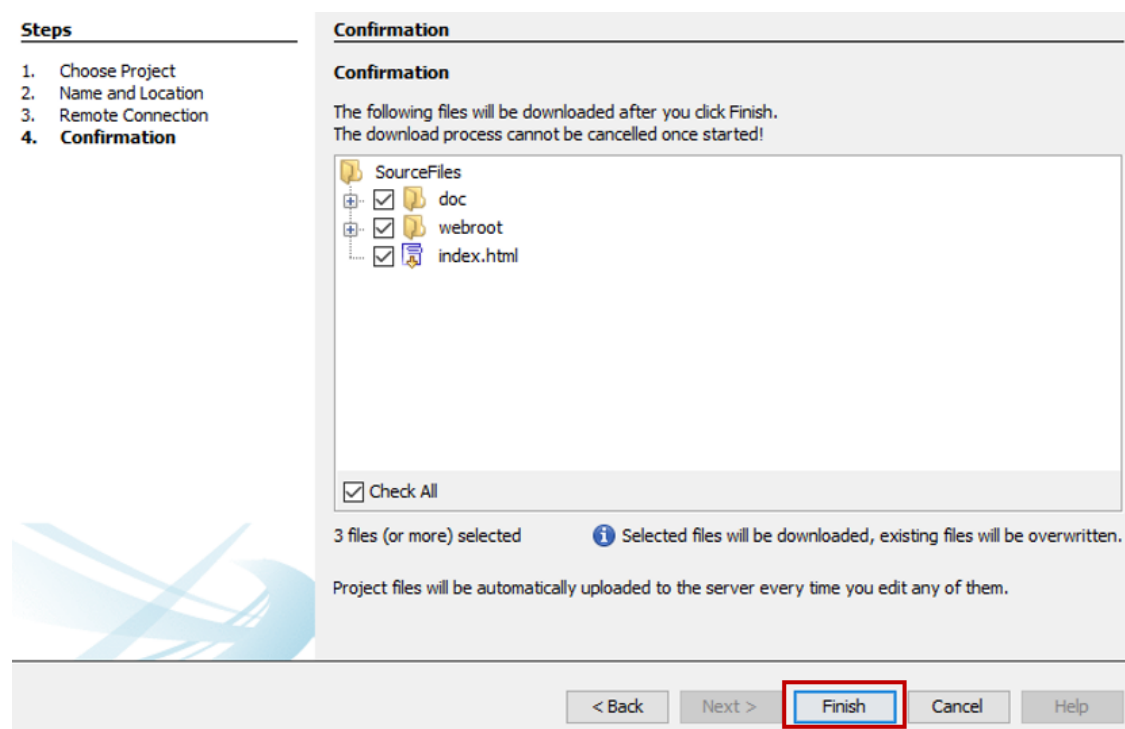 Steps
1. Choose Project
2. Name and Location
3. Remote Connection
4. Confirmation
Confirmation
Confirmation
The following files will be downloaded after you click Finish.
The download process cannot be cancelled once started!
SourceFiles
doc
webroot
index.html
Check All
3 files (or more) selected
Selected files will be downloaded, existing files will be overwritten.
Project files will be automatically uploaded to the server every time you edit any of them.
< Back Next > Finish Cancel Help